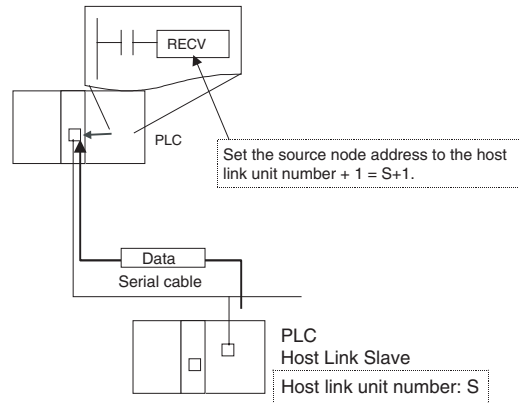 RECV
PLC
Set the source node address to the host
link unit number + 1 = S+1.
Data
Serial cable
PLC
Host Link Slave
Host link unit number: S